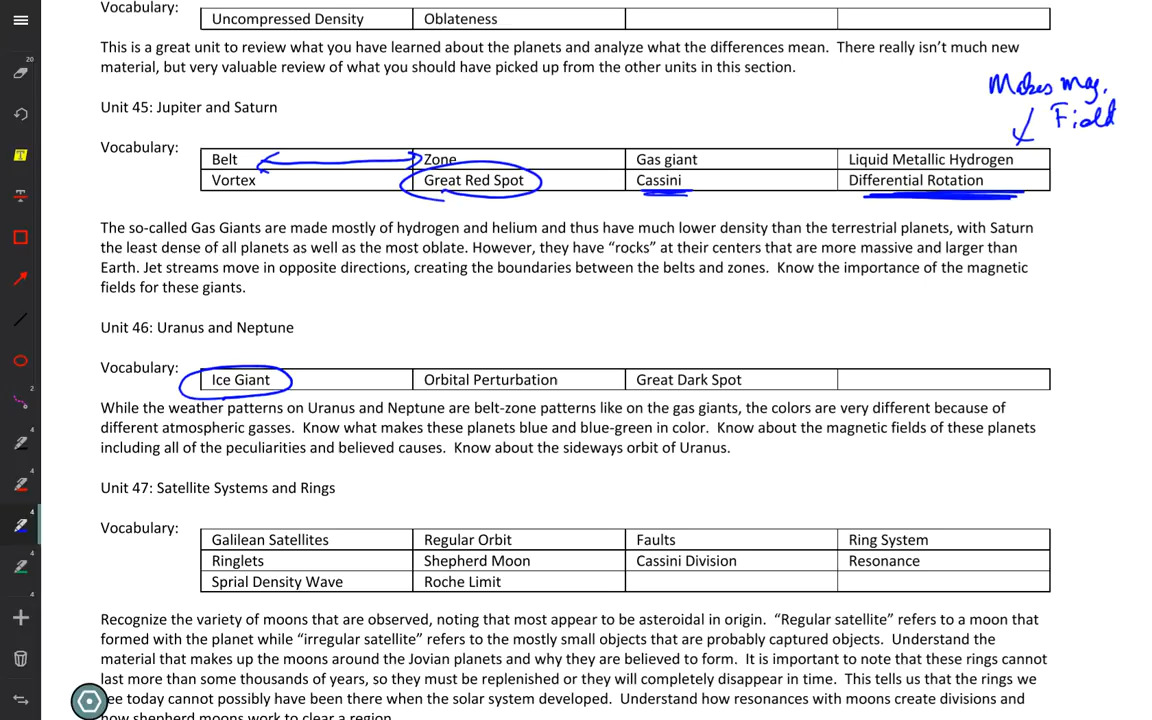 Vocabulary:
Uncompressed Density Oblateness
This is a great unit to review what you have learned about the planets and analyze what the differences mean. There really isn't much new
material, but very valuable review of what you should have picked up from the other units in this section.
Makes mag.
Field
Unit 45: Jupiter and Saturn
Vocabulary:
Belt Zone Gas giant Liquid Metallic Hydrogen
Vortex Great Red Spot Cassini Differential Rotation
The so-called Gas Giants are made mostly of hydrogen and helium and thus have much lower density than the terrestrial planets, with Saturn
the least dense of all planets as well as the most oblate. However, they have "rocks" at their centers that are more massive and larger than
Earth. Jet streams move in opposite directions, creating the boundaries between the belts and zones. Know the importance of the magnetic
fields for these giants.
Unit 46: Uranus and Neptune
Vocabulary:
Ice Giant Orbital Perturbation Great Dark Spot
While the weather patterns on Uranus and Neptune are belt-zone patterns like on the gas giants, the colors are very different because of
different atmospheric gasses. Know what makes these planets blue and blue-green in color. Know about the magnetic fields of these planets
including all of the peculiarities and believed causes. Know about the sideways orbit of Uranus.
Unit 47: Satellite Systems and Rings
Vocabulary:
Galilean Satellites Regular Orbit Faults Ring System
Ringlets Shepherd Moon Cassini Division Resonance
Sprial Density Wave Roche Limit
Recognize the variety of moons that are observed, noting that most appear to be asteroidal in origin. "Regular satellite" refers to a moon that
formed with the planet while "irregular satellite" refers to the mostly small objects that are probably captured objects. Understand the
material that makes up the moons around the Jovian planets and why they are believed to form. It is important to note that these rings cannot
last more than some thousands of years, so they must be replenished or they will completely disappear in time. This tells us that the rings we
ee today cannot possibly have been there when the solar system developed. Understand how resonances with moons create divisions and
how shepherd moons work to clear a region
20
T
T
2
4
4
4
4
4